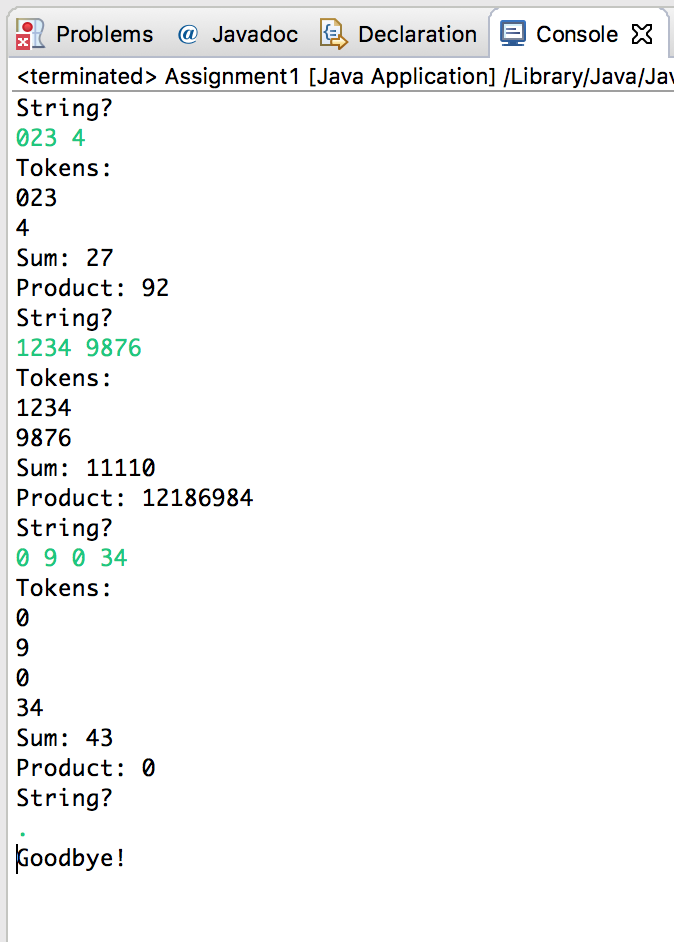 Problems @ Javadoc Declaration Console
<terminated> Assignment1 [Java Application] /Library/Java/Jav
String?
023 4
Tokens:
023
4
Sum: 27
Product: 92
String?
1234 9876
Tokens:
1234
9876
Sum: 11110
Product: 12186984
String?
0 9 0 34
Tokens:
0
9
0
34
Sum: 43
Product: 0
String?
.
Goodbye!